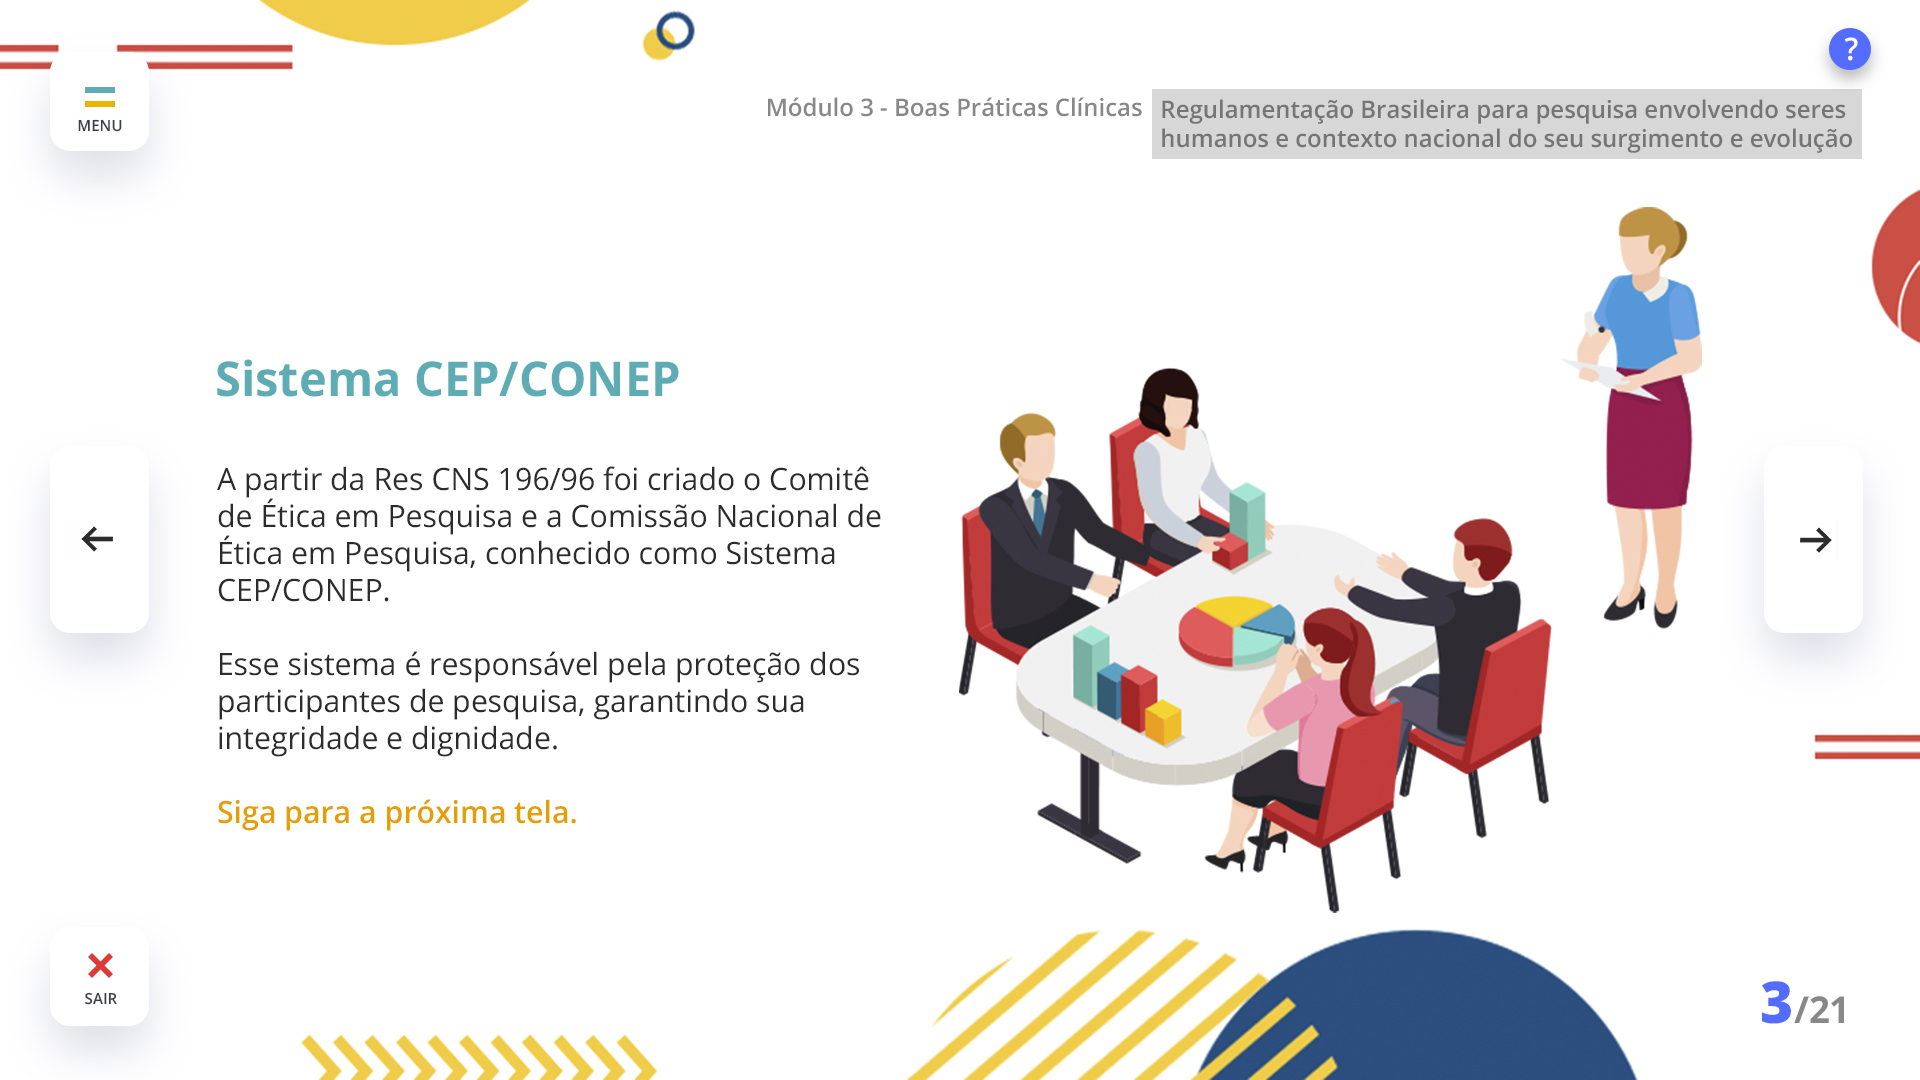 ?
MENU
Módulo 3 - Boas Práticas Clínicas
Regulamentação Brasileira para pesquisa envolvendo seres
humanos e contexto nacional do seu surgimento e evolução
Sistema CEP/CONEP
A partir da Res CNS 196/96 foi criado o Comitê
de Ética em Pesquisa e a Comissão Nacional de
Ética em Pesquisa, conhecido como Sistema
CEP/CONEP.
Esse sistema é responsável pela proteção dos
participantes de pesquisa, garantindo sua
integridade e dignidade.
Siga para a próxima tela.
SAIR
3/21